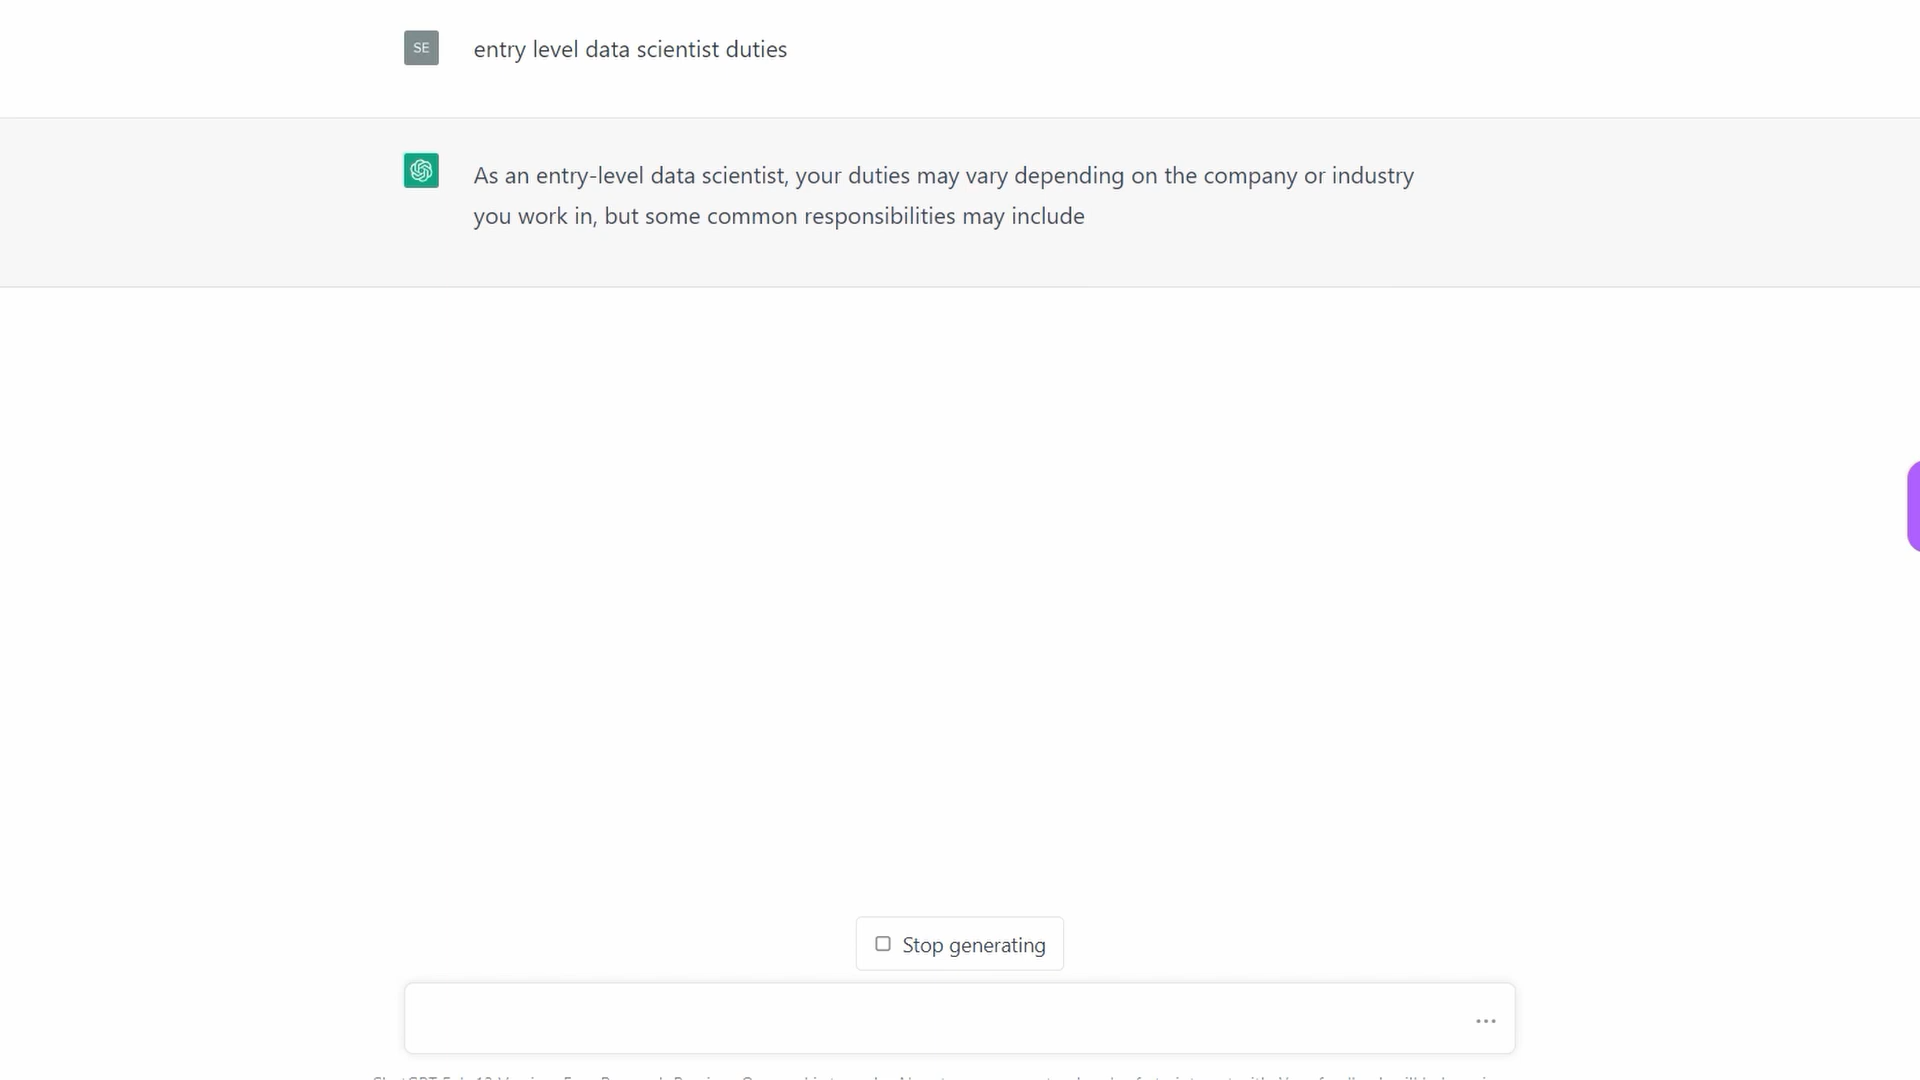 SE
entry level data scientist duties
As an entry-level data scientist, your duties may vary depending on the company or industry
you work in, but some common responsibilities may include
Stop generating